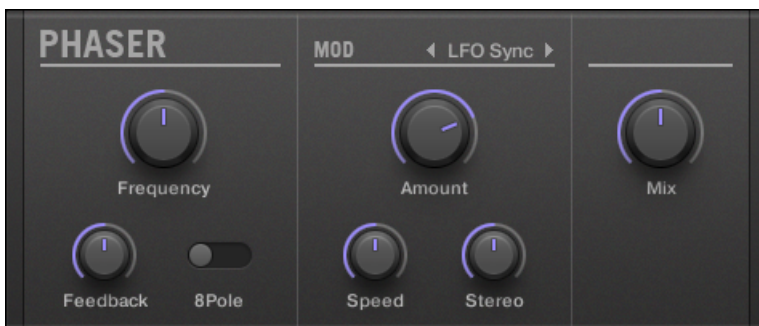 PHASER
MOD LFO Sync
Frequency
Amount
Mix
Feedback
8Pole
Speed
Stereo